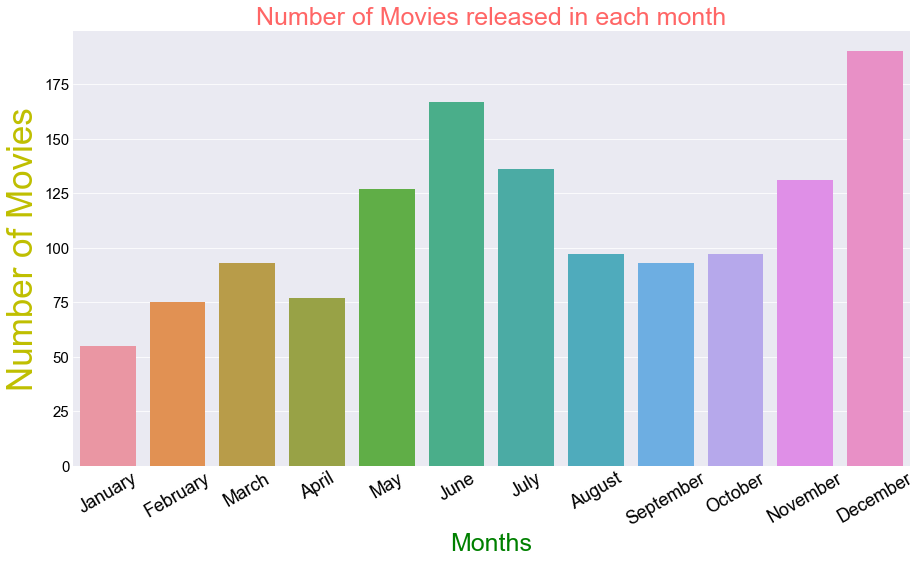 Number of Movies released in each month
Number of Movies
175
150
125
100
75
50
25
0
January
February
March
April
May
June
July
August
September
October
November
December
Months